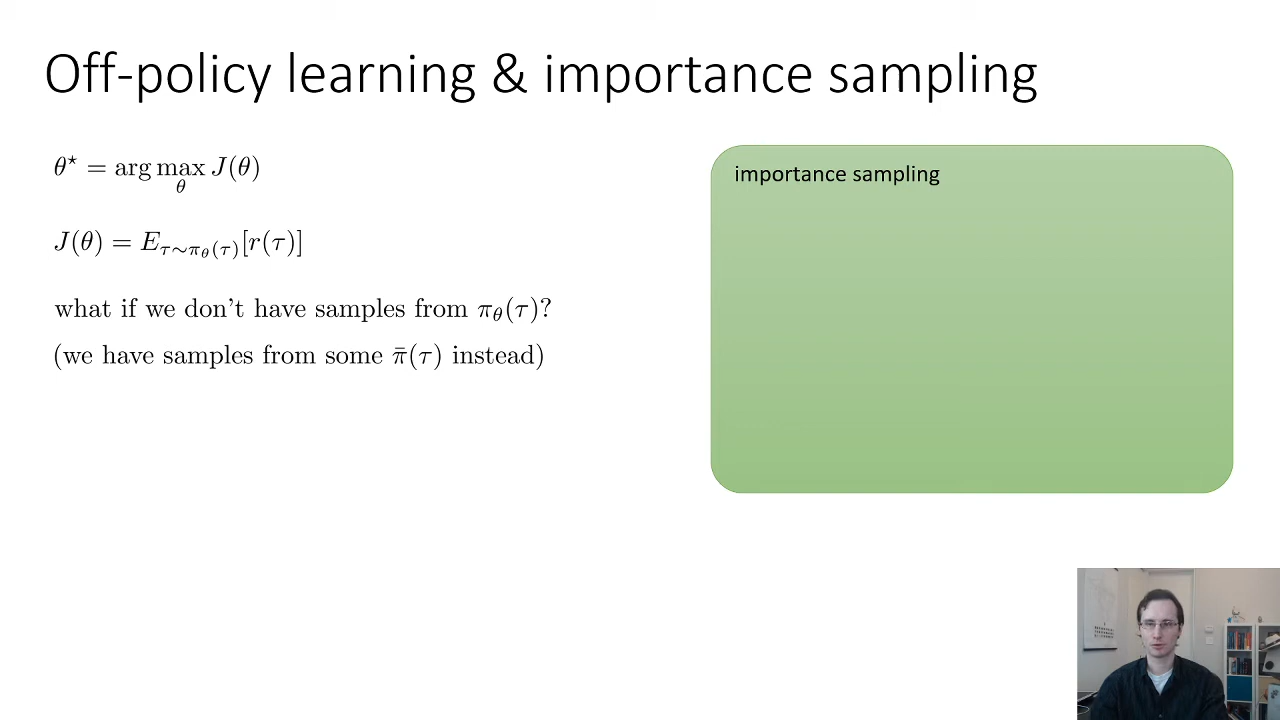 Off-policy learning & importance sampling
θ⋆ = arg max J(θ)
θ
J(θ) = E_{τ∼π_θ(τ)}[r(τ)]
what if we don't have samples from π_θ(τ)?
(we have samples from some π̄(τ) instead)
importance sampling